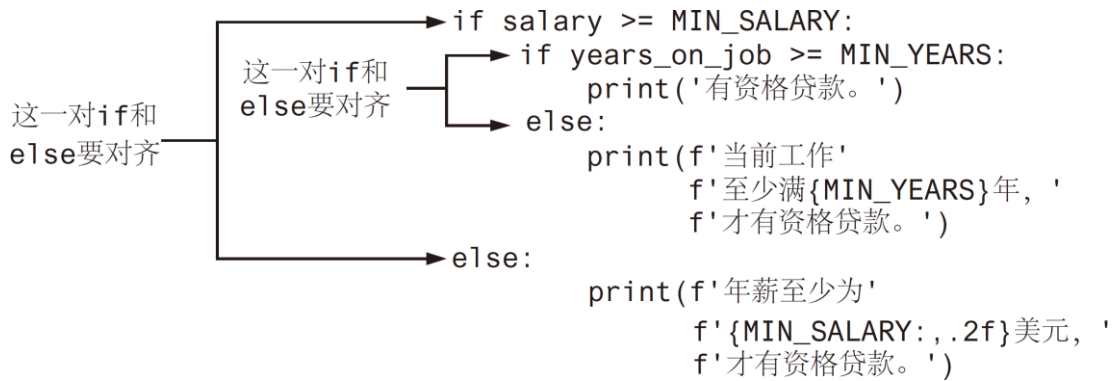 if salary >= MIN_SALARY:
这一对if和
else要对齐
这一对if和
else要对齐
if years_on_job >= MIN_YEARS:
print('有资格贷款。')
else:
print(f'当前工作'
f'至少满{MIN_YEARS}年，'
f'才有资格贷款。')
else:
print(f'年薪至少为'
f'{MIN_SALARY:,.2f}美元，'
f'才有资格贷款。')